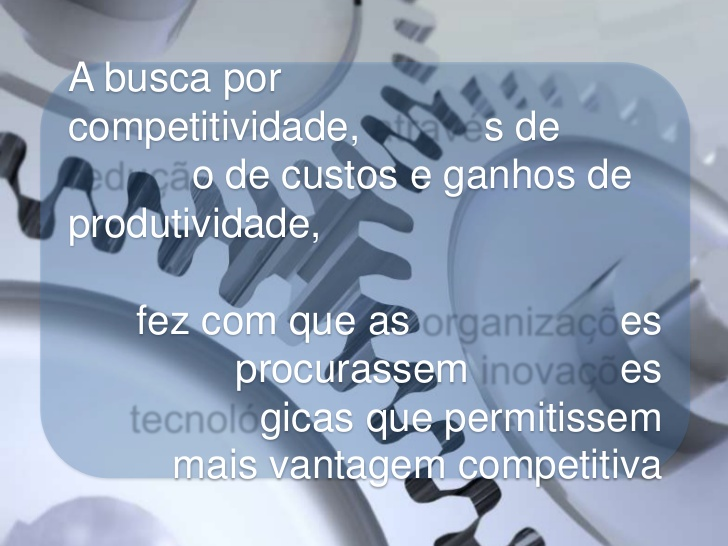 A busca por
competitividade, através de
redução de custos e ganhos de
produtividade,
fez com que as organizações
procurassem inovações
tecnológicas que permitissem
mais vantagem competitiva